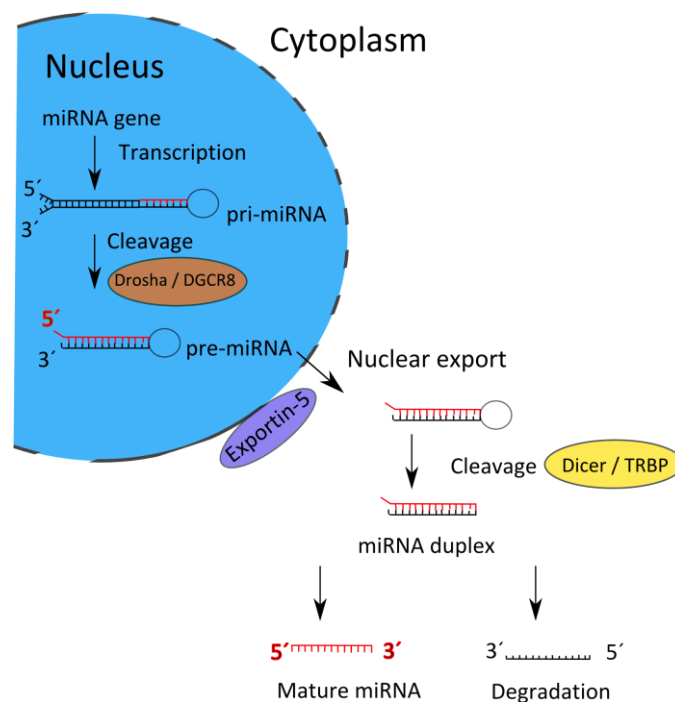 Cytoplasm
Nucleus
miRNA gene
Transcription
5´
3´
pri-miRNA
Cleavage
Drosha / DGCR8
5´
3´
pre-miRNA
Nuclear export
Exportin-5
Cleavage
Dicer / TRBP
miRNA duplex
5´ 3´
3´ 5´
Mature miRNA
Degradation